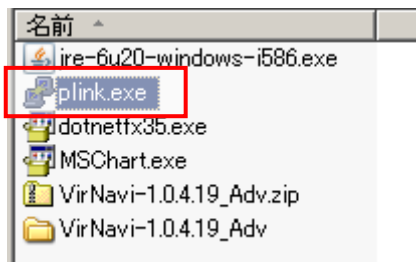 名前
jre-6u20-windows-i586.exe
plink.exe
dotnetfx35.exe
MSChart.exe
VirNavi-1.0.4.19_Adv.zip
VirNavi-1.0.4.19_Adv